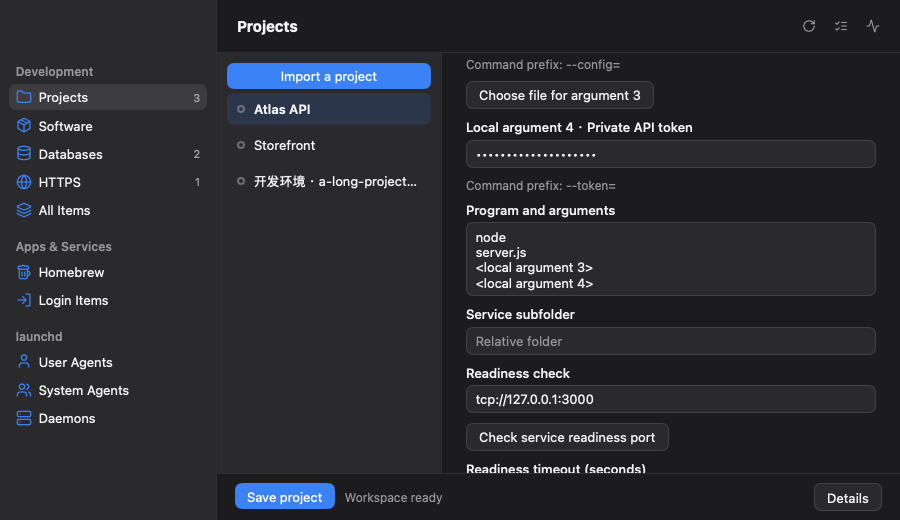 Projects
Development
Projects 3
Software
Databases 2
HTTPS 1
All Items
Apps & Services
Homebrew
Login Items
launchd
User Agents
System Agents
Daemons
Import a project
Atlas API
Storefront
开发环境 · a-long-project...
Command prefix: --config=
Choose file for argument 3
Local argument 4 · Private API token
••••••••••••••••••••
Command prefix: --token=
Program and arguments
node
server.js
<local argument 3>
<local argument 4>
Service subfolder
Relative folder
Readiness check
tcp://127.0.0.1:3000
Check service readiness port
Readiness timeout (seconds)
Save project
Workspace ready
Details